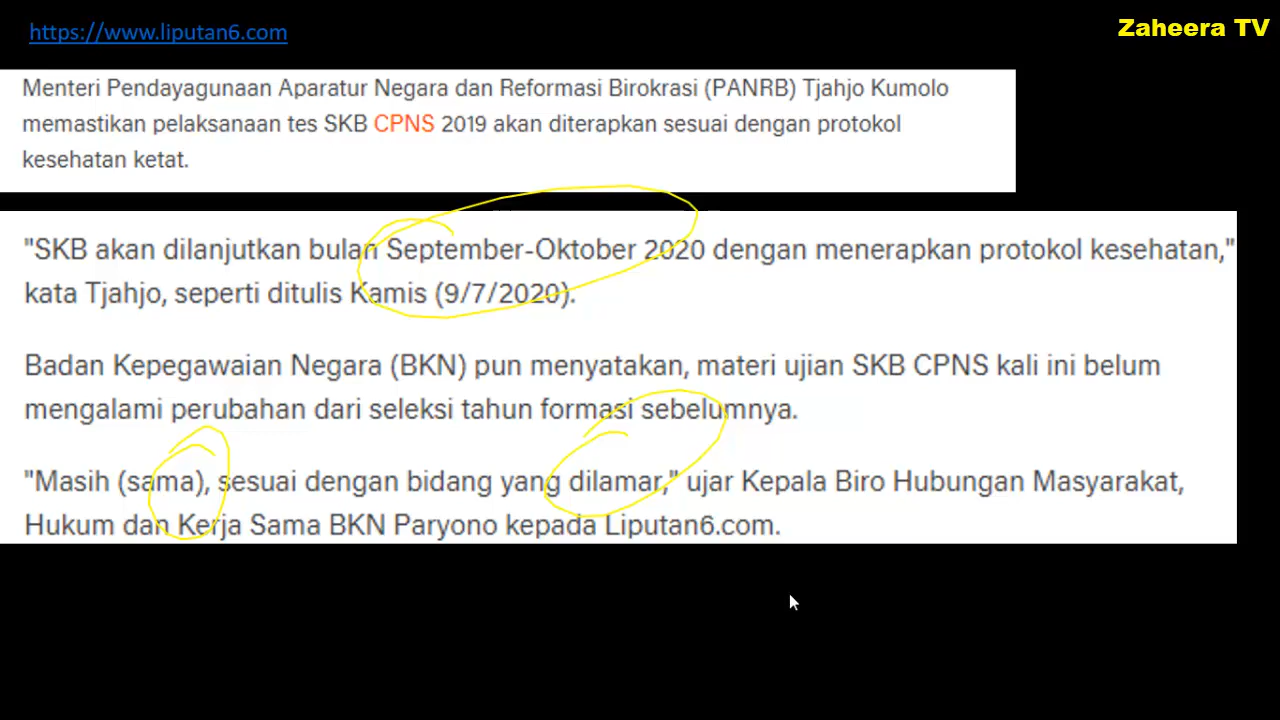 https://www.liputan6.com
Zaheera TV
Menteri Pendayagunaan Aparatur Negara dan Reformasi Birokrasi (PANRB) Tjahjo Kumolo
memastikan pelaksanaan tes SKB CPNS 2019 akan diterapkan sesuai dengan protokol
kesehatan ketat.
"SKB akan dilanjutkan bulan September-Oktober 2020 dengan menerapkan protokol kesehatan,"
kata Tjahjo, seperti ditulis Kamis (9/7/2020).
Badan Kepegawaian Negara (BKN) pun menyatakan, materi ujian SKB CPNS kali ini belum
mengalami perubahan dari seleksi tahun formasi sebelumnya.
"Masih (sama), sesuai dengan bidang yang dilamar," ujar Kepala Biro Hubungan Masyarakat,
Hukum dan Kerja Sama BKN Paryono kepada Liputan6.com.